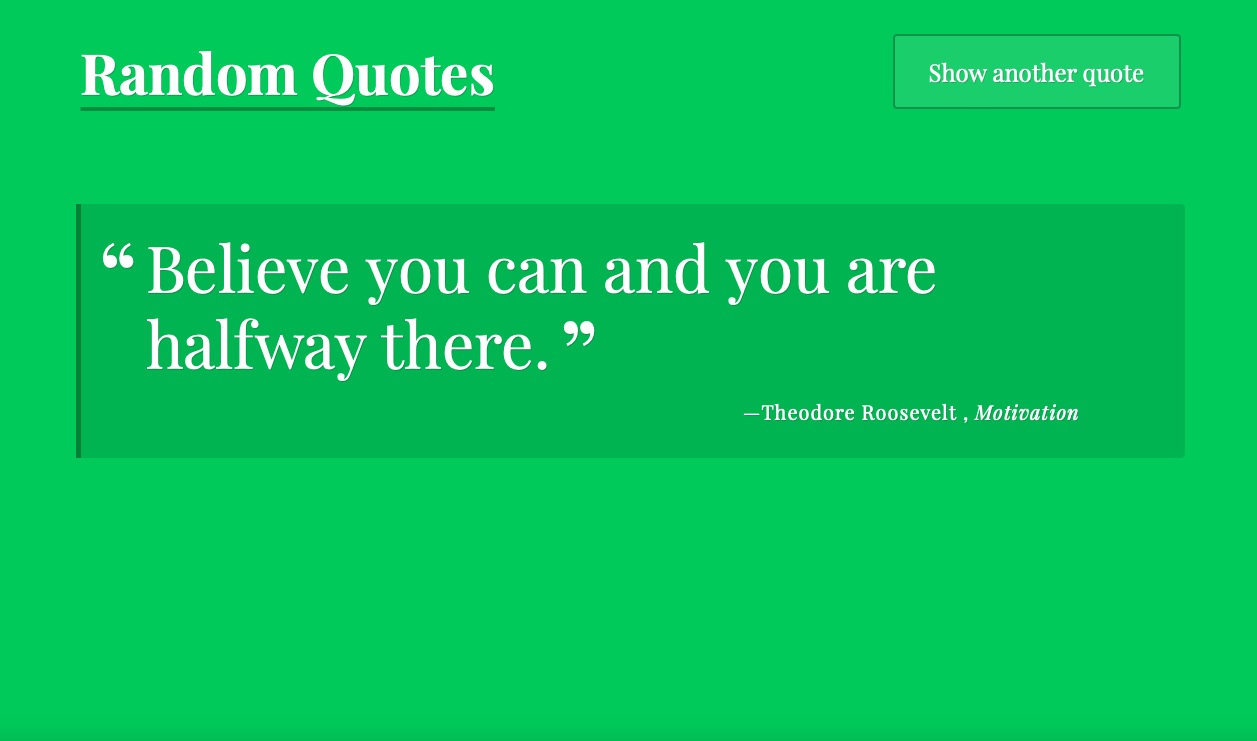 Random Quotes
Show another quote
“ Believe you can and you are
halfway there. ”
—Theodore Roosevelt , Motivation